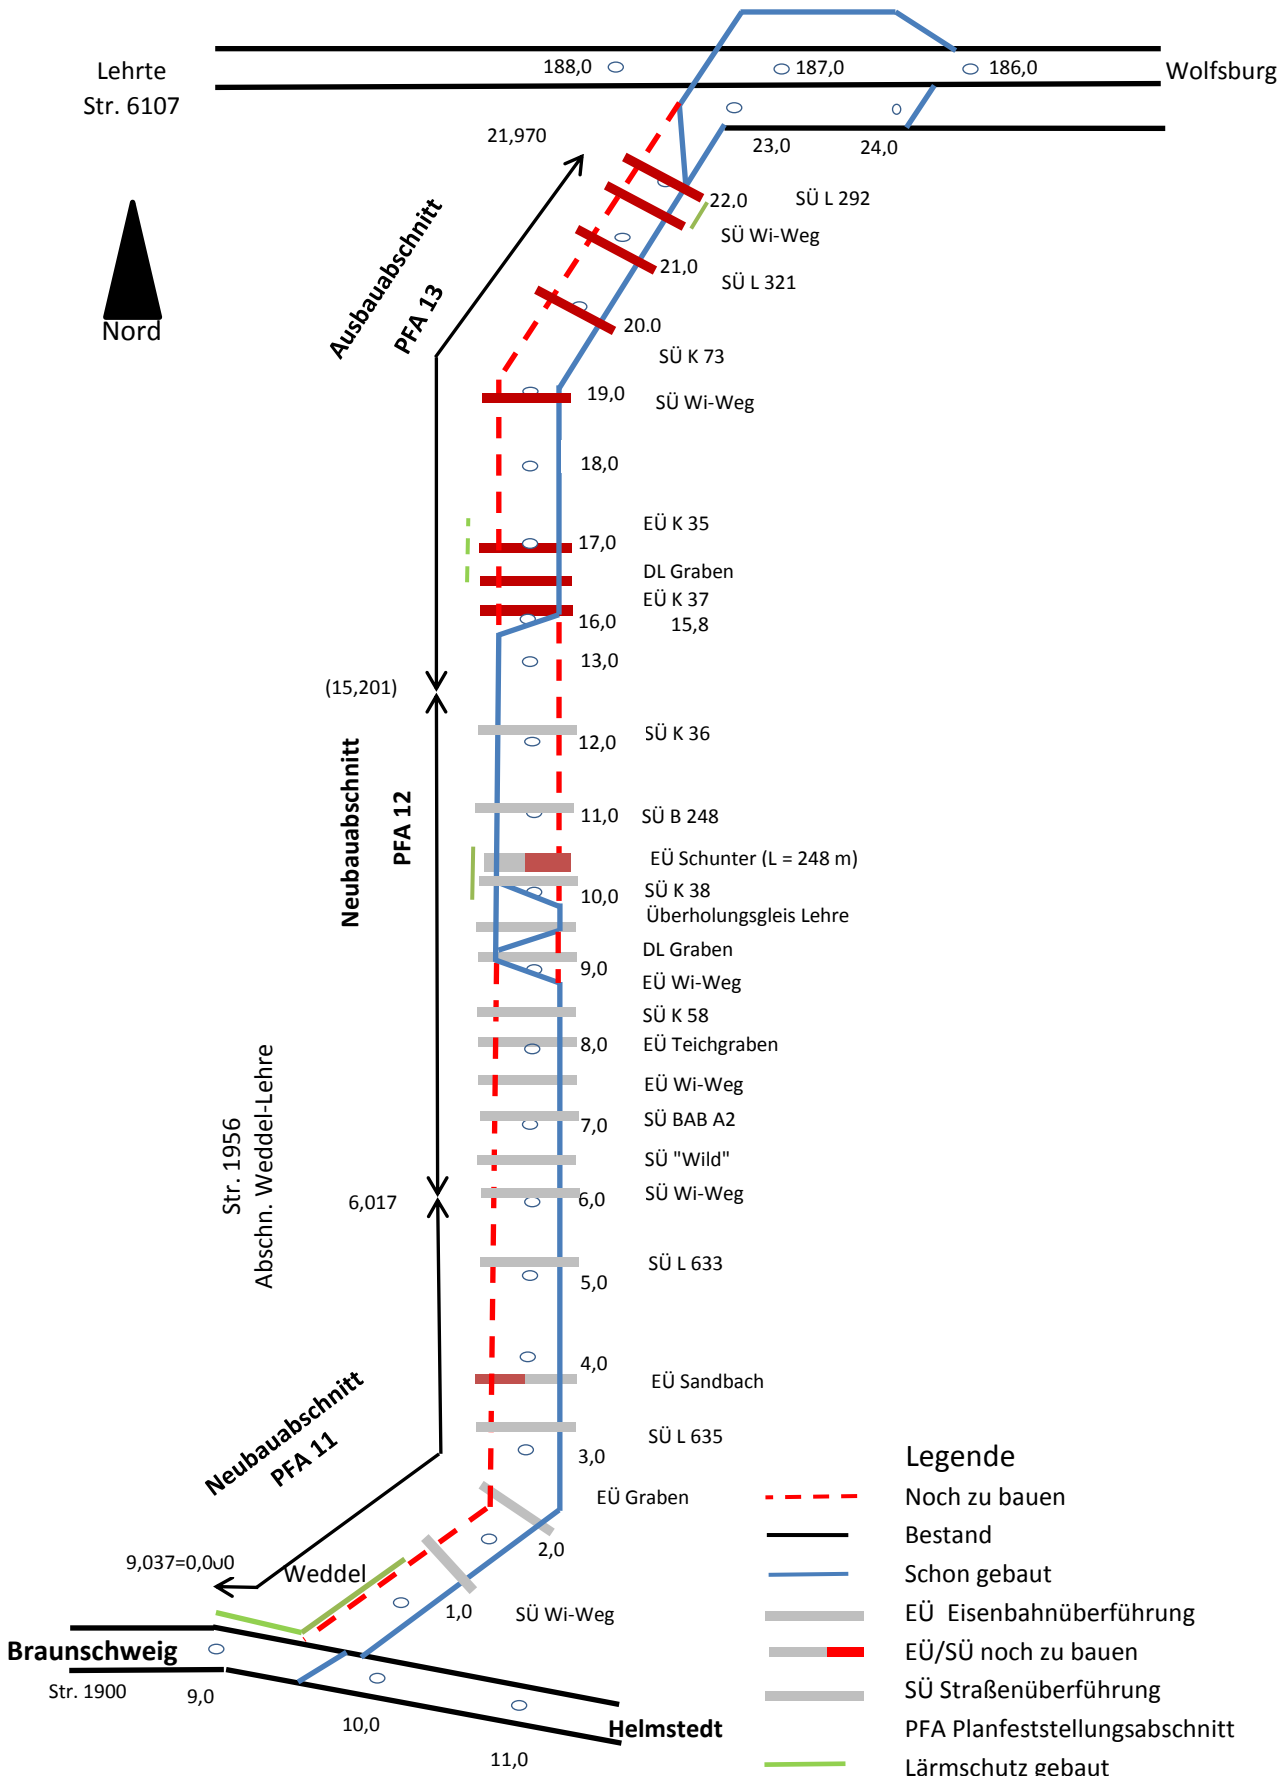 188,0
187,0
186,0
Lehrte
Str. 6107
Wolfsburg
21,970
23,0
24,0
22,0
SÜ L 292
SÜ Wi-Weg
21,0
SÜ L 321
20.0
Nord
Ausbauabschnitt
PFA 13
SÜ K 73
19,0
SÜ Wi-Weg
18,0
EÜ K 35
17,0
DL Graben
EÜ K 37
16,0
15,8
13,0
(15,201)
SÜ K 36
12,0
Neubauabschnitt
PFA 12
11,0
SÜ B 248
EÜ Schunter (L = 248 m)
10,0
SÜ K 38
Überholungsgleis Lehre
DL Graben
9,0
EÜ Wi-Weg
SÜ K 58
8,0
EÜ Teichgraben
EÜ Wi-Weg
7,0
SÜ BAB A2
Str. 1956
Abschn. Weddel-Lehre
SÜ "Wild"
6,017
6,0
SÜ Wi-Weg
SÜ L 633
5,0
4,0
EÜ Sandbach
Neubauabschnitt
PFA 11
SÜ L 635
3,0
EÜ Graben
2,0
9,037=0,000
Weddel
1,0
SÜ Wi-Weg
Braunschweig
Str. 1900
9,0
10,0
Helmstedt
11,0
Legende
Noch zu bauen
Bestand
Schon gebaut
EÜ Eisenbahnüberführung
EÜ/SÜ noch zu bauen
SÜ Straßenüberführung
PFA Planfeststellungsabschnitt
Lärmschutz gebaut